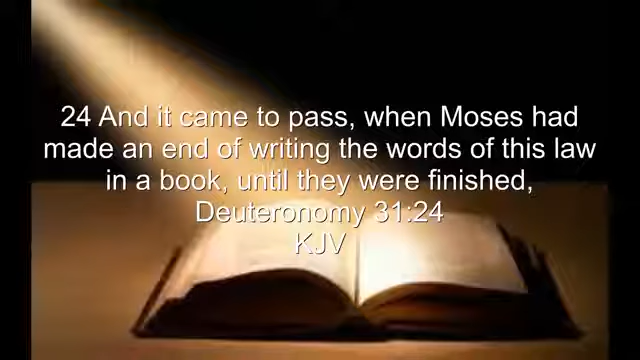 24 And it came to pass, when Moses had
made an end of writing the words of this law
in a book, until they were finished,
Deuteronomy 31:24
KJV